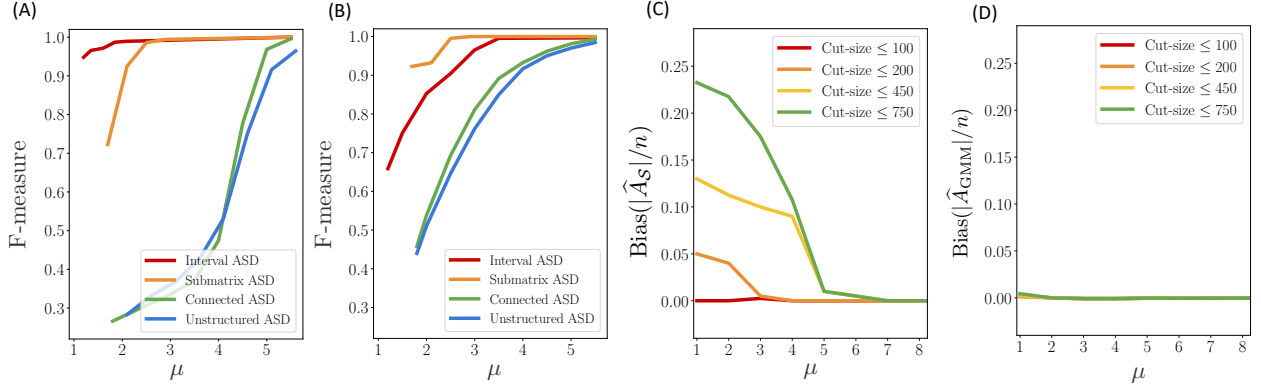 (A)
F-measure
1.0
0.9
0.8
0.7
0.6
0.5
0.4
0.3
Interval ASD
Submatrix ASD
Connected ASD
Unstructured ASD
1 2 3 4 5
μ
(B)
F-measure
1.0
0.9
0.8
0.7
0.6
0.5
0.4
0.3
Interval ASD
Submatrix ASD
Connected ASD
Unstructured ASD
1 2 3 4 5
μ
(C)
Bias(|Â_S|/n)
0.25
0.20
0.15
0.10
0.05
0.00
Cut-size ≤ 100
Cut-size ≤ 200
Cut-size ≤ 450
Cut-size ≤ 750
1 2 3 4 5 6 7 8
μ
(D)
Bias(|Â_GMM|/n)
0.25
0.20
0.15
0.10
0.05
0.00
Cut-size ≤ 100
Cut-size ≤ 200
Cut-size ≤ 450
Cut-size ≤ 750
1 2 3 4 5 6 7 8
μ